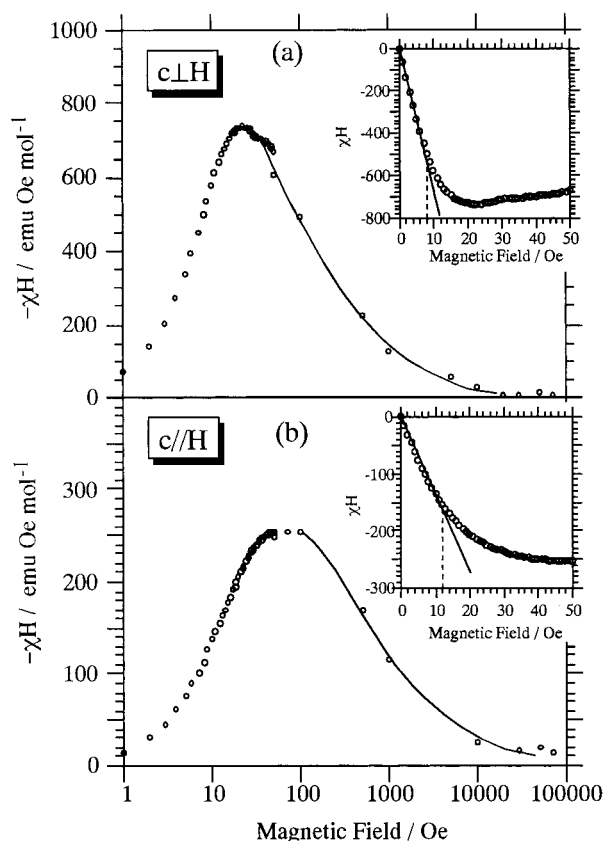 (a)
c⊥H
1000
800
600
400
200
0
−χH / emu Oe mol⁻¹
0
-200
-400
-600
-800
χH
0 10 20 30 40 50
Magnetic Field / Oe
(b)
c//H
300
250
200
150
100
50
0
−χH / emu Oe mol⁻¹
0
-100
-200
-300
χH
0 10 20 30 40 50
Magnetic Field / Oe
1 10 100 1000 10000 100000
Magnetic Field / Oe